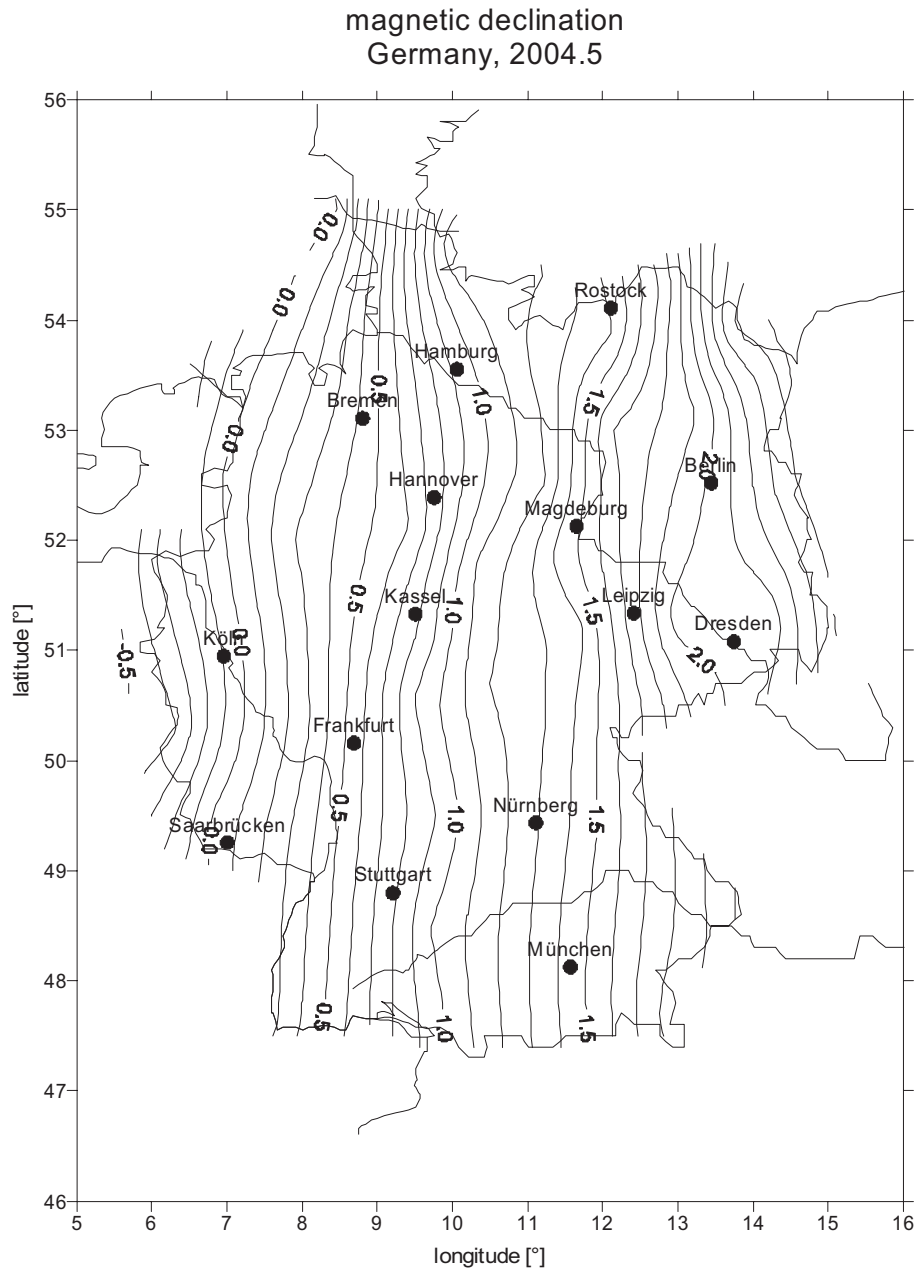 magnetic declination
Germany, 2004.5
56
55
-0.0
-0.0
Rostock
54
Hamburg
0.5
Bremen
1.0
1.5
53
0.0
2.0
Berlin
Hannover
Magdeburg
52
0.5
Kassel
1.0
1.5
Leipzig
Dresden
Köln
0.0
51
-0.5
2.0
latitude [°]
Frankfurt
50
0.5
1.0
Nürnberg
1.5
Saarbrücken
0.0
49
Stuttgart
München
48
0.5
1.0
1.5
47
46
5 6 7 8 9 10 11 12 13 14 15 16
longitude [°]